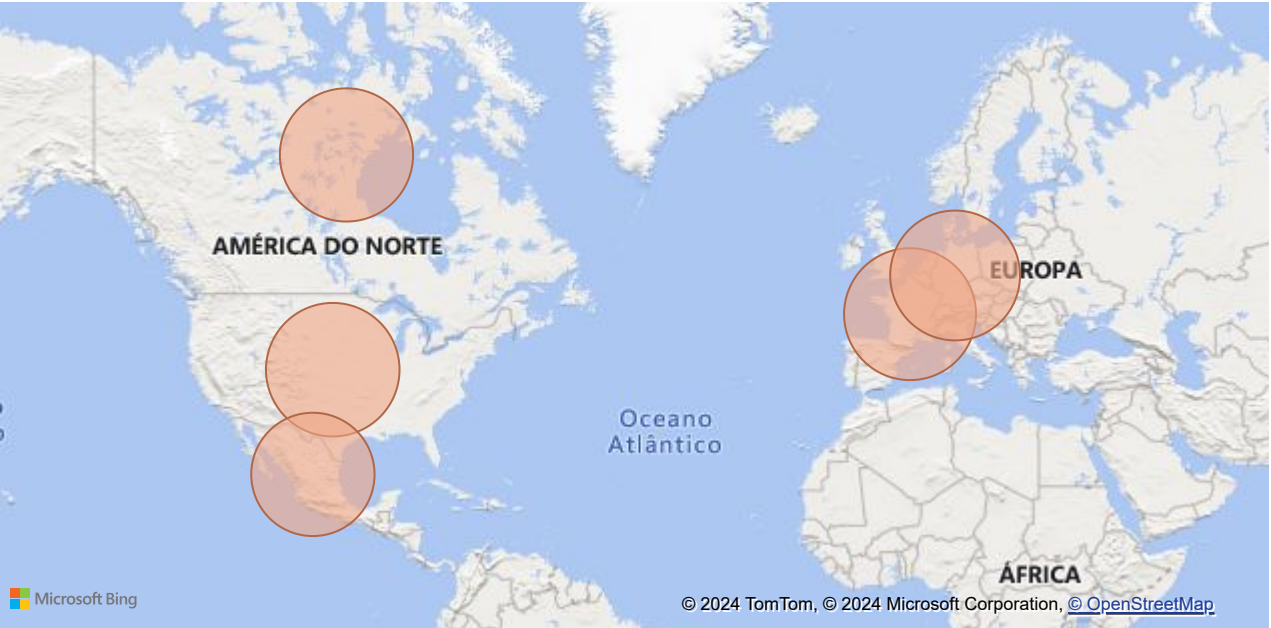 AMÉRICA DO NORTE
EUROPA
Oceano
Atlântico
ÁFRICA
Microsoft Bing
© 2024 TomTom, © 2024 Microsoft Corporation, © OpenStreetMap